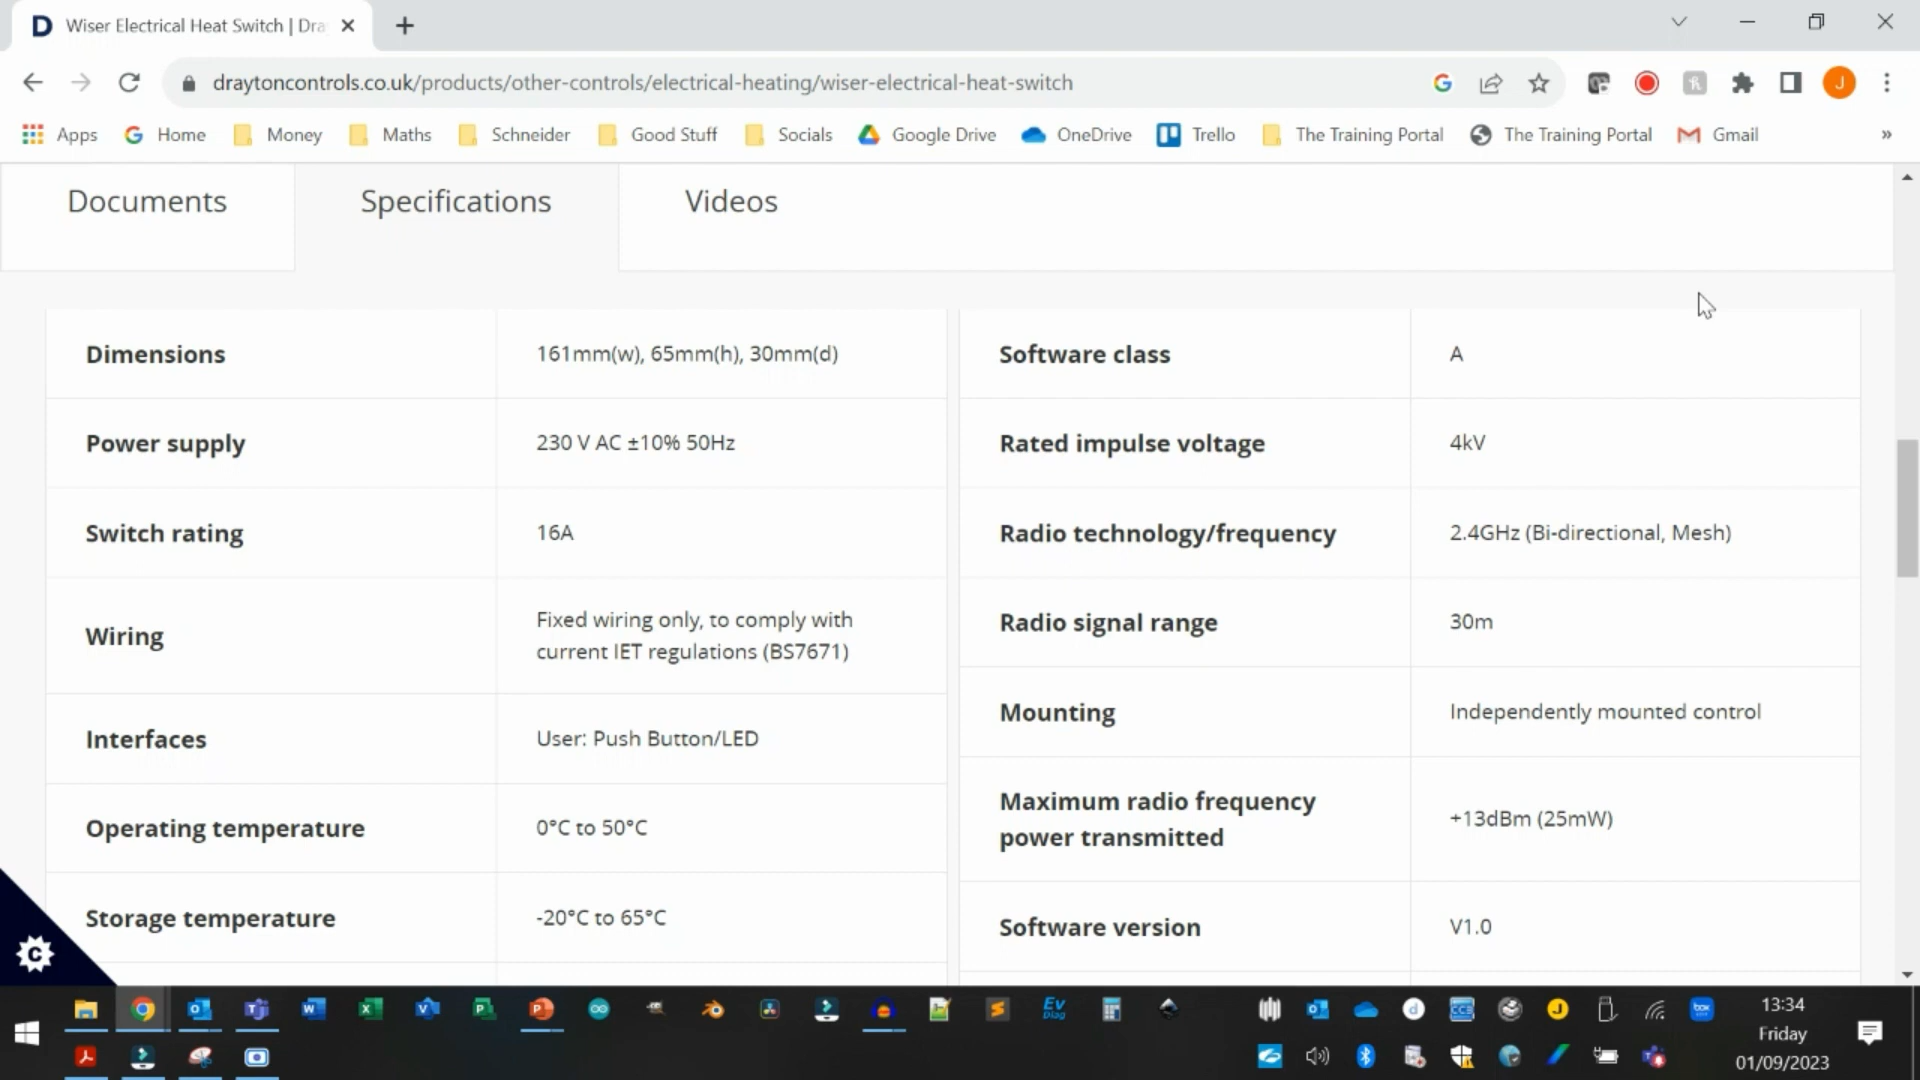 Wiser Electrical Heat Switch | Dra
draytoncontrols.co.uk/products/other-controls/electrical-heating/wiser-electrical-heat-switch
Apps Home Money Maths Schneider Good Stuff Socials Google Drive OneDrive Trello The Training Portal The Training Portal Gmail »
Documents Specifications Videos
Dimensions 161mm(w), 65mm(h), 30mm(d)
Power supply 230 V AC ±10% 50Hz
Switch rating 16A
Wiring Fixed wiring only, to comply with
current IET regulations (BS7671)
Interfaces User: Push Button/LED
Operating temperature 0°C to 50°C
Storage temperature -20°C to 65°C
Software class A
Rated impulse voltage 4kV
Radio technology/frequency 2.4GHz (Bi-directional, Mesh)
Radio signal range 30m
Mounting Independently mounted control
Maximum radio frequency
power transmitted +13dBm (25mW)
Software version V1.0
13:34
Friday
01/09/2023